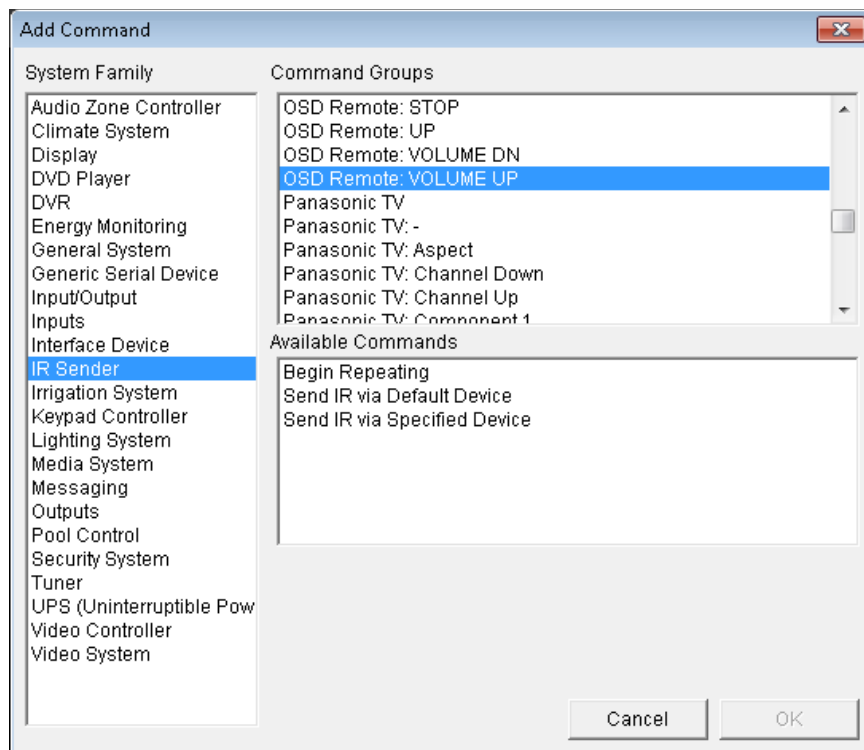 Add Command
System Family
Audio Zone Controller
Climate System
Display
DVD Player
DVR
Energy Monitoring
General System
Generic Serial Device
Input/Output
Inputs
Interface Device
IR Sender
Irrigation System
Keypad Controller
Lighting System
Media System
Messaging
Outputs
Pool Control
Security System
Tuner
UPS (Uninterruptible Pow
Video Controller
Video System
Command Groups
OSD Remote: STOP
OSD Remote: UP
OSD Remote: VOLUME DN
OSD Remote: VOLUME UP
Panasonic TV
Panasonic TV: -
Panasonic TV: Aspect
Panasonic TV: Channel Down
Panasonic TV: Channel Up
Panasonic TV: Component 1
Available Commands
Begin Repeating
Send IR via Default Device
Send IR via Specified Device
Cancel
OK